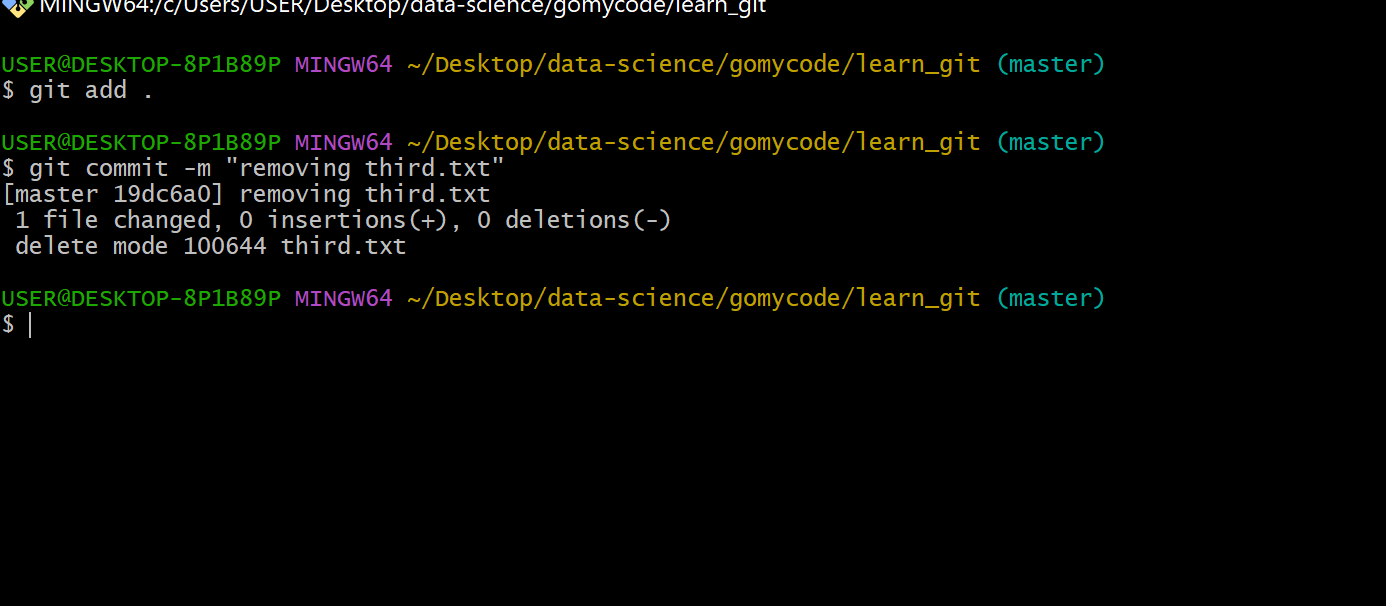 MINGW64:/c/Users/USER/Desktop/data-science/gomycode/learn_git
USER@DESKTOP-8P1B89P MINGW64 ~/Desktop/data-science/gomycode/learn_git (master)
$ git add .
USER@DESKTOP-8P1B89P MINGW64 ~/Desktop/data-science/gomycode/learn_git (master)
$ git commit -m "removing third.txt"
[master 19dc6a0] removing third.txt
 1 file changed, 0 insertions(+), 0 deletions(-)
 delete mode 100644 third.txt
USER@DESKTOP-8P1B89P MINGW64 ~/Desktop/data-science/gomycode/learn_git (master)
$